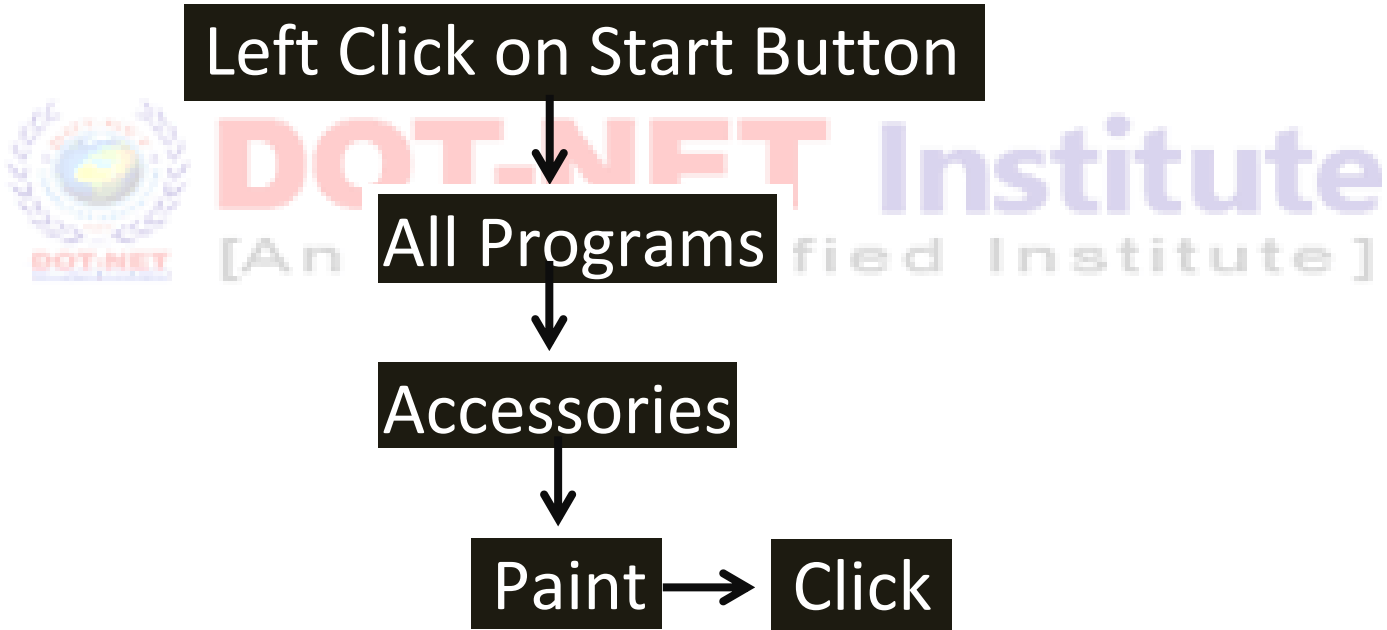 Left Click on Start Button
DOT-NET Institute
All Programs
[An fied Institute]
DOT-NET
Accessories
Paint Click